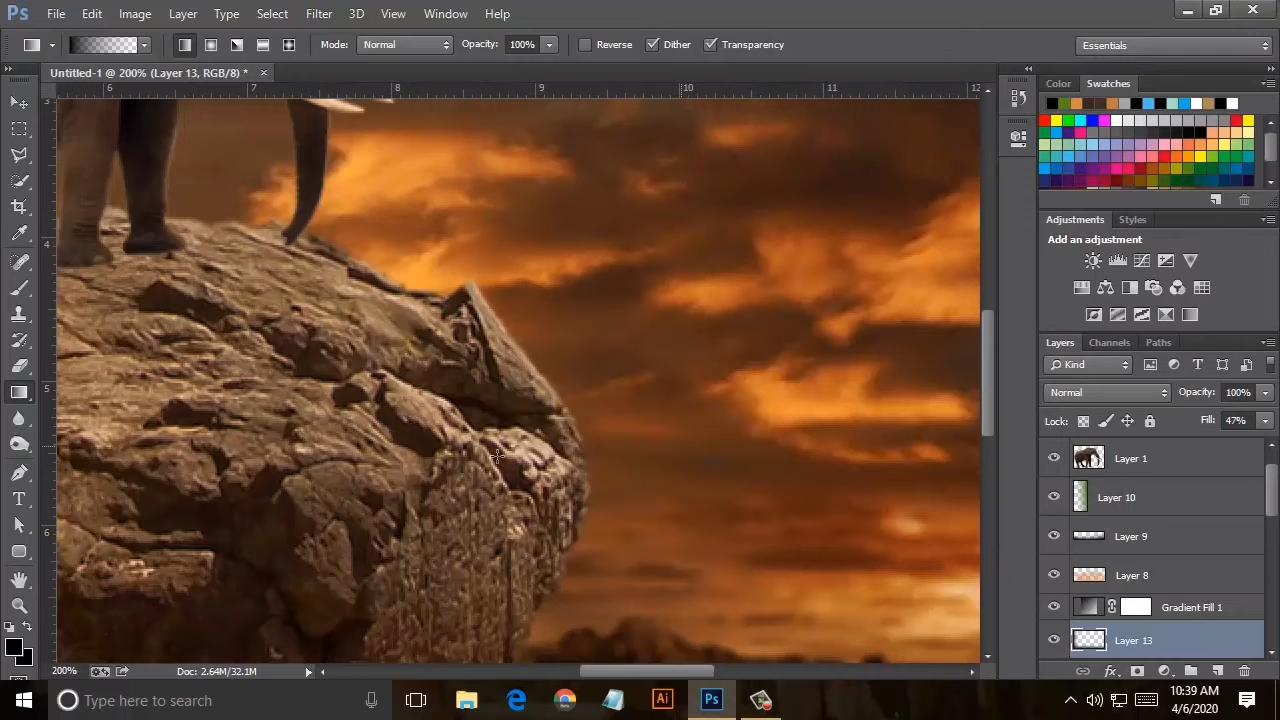 Ps File Edit Image Layer Type Select Filter 3D View Window Help
Mode: Normal Opacity: 100% Reverse Dither Transparency Essentials
Untitled-1 @ 200% (Layer 13, RGB/8) * ×
6 7 8 9 10 11 12
3
4
5
6
Color Swatches
Adjustments Styles
Add an adjustment
Layers Channels Paths
Kind
Normal Opacity: 100%
Lock: Fill: 47%
Layer 1
Layer 10
Layer 9
Layer 8
Gradient Fill 1
Layer 13
200% Doc: 2.64M/32.1M
Type here to search
Ai Ps
10:39 AM
4/6/2020